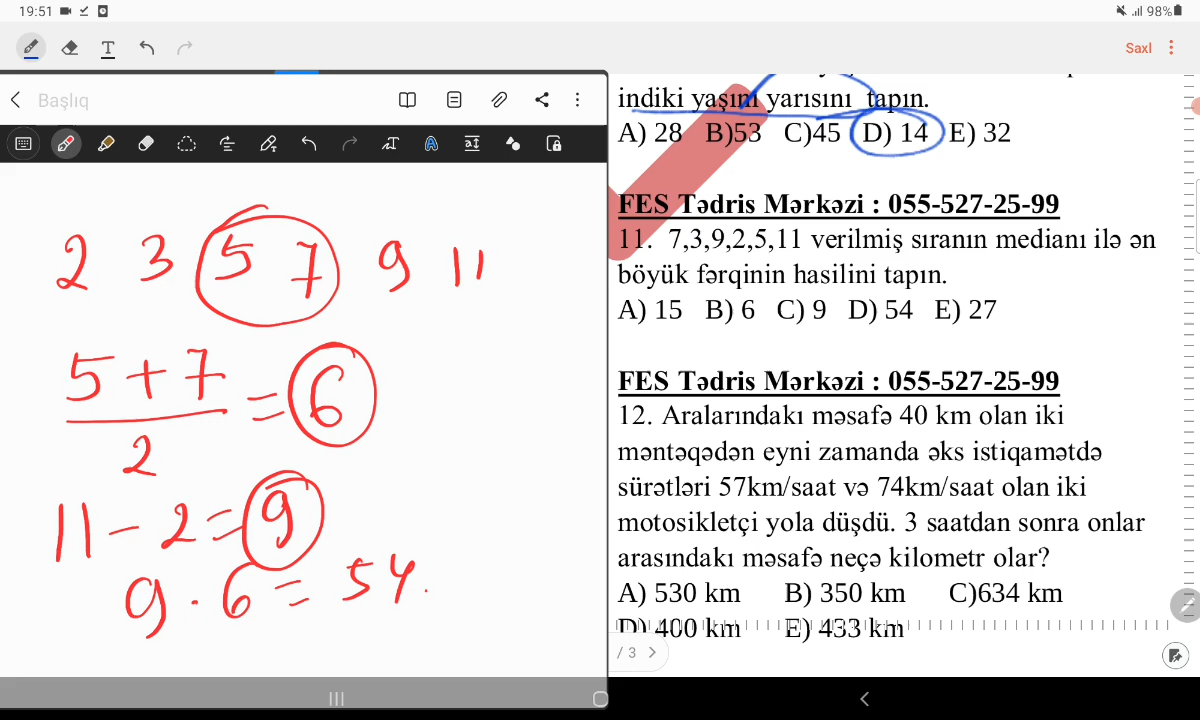 19:51
98%
Saxl
Başlıq
2 3 5 7 9 11
5+7
2
=6
11-2=9
9·6=54.
indiki yaşını yarısını tapın.
A) 28 B)53 C)45 D) 14 E) 32
FES Tədris Mərkəzi : 055-527-25-99
11. 7,3,9,2,5,11 verilmiş sıranın medianı ilə ən
böyük fərqinin hasilini tapın.
A) 15 B) 6 C) 9 D) 54 E) 27
FES Tədris Mərkəzi : 055-527-25-99
12. Aralarındakı məsafə 40 km olan iki
məntəqədən eyni zamanda əks istiqamətdə
sürətləri 57km/saat və 74km/saat olan iki
motosikletçi yola düşdü. 3 saatdan sonra onlar
arasındakı məsafə neçə kilometr olar?
A) 530 km B) 350 km C)634 km
D) 400 km E) 433 km
/ 3